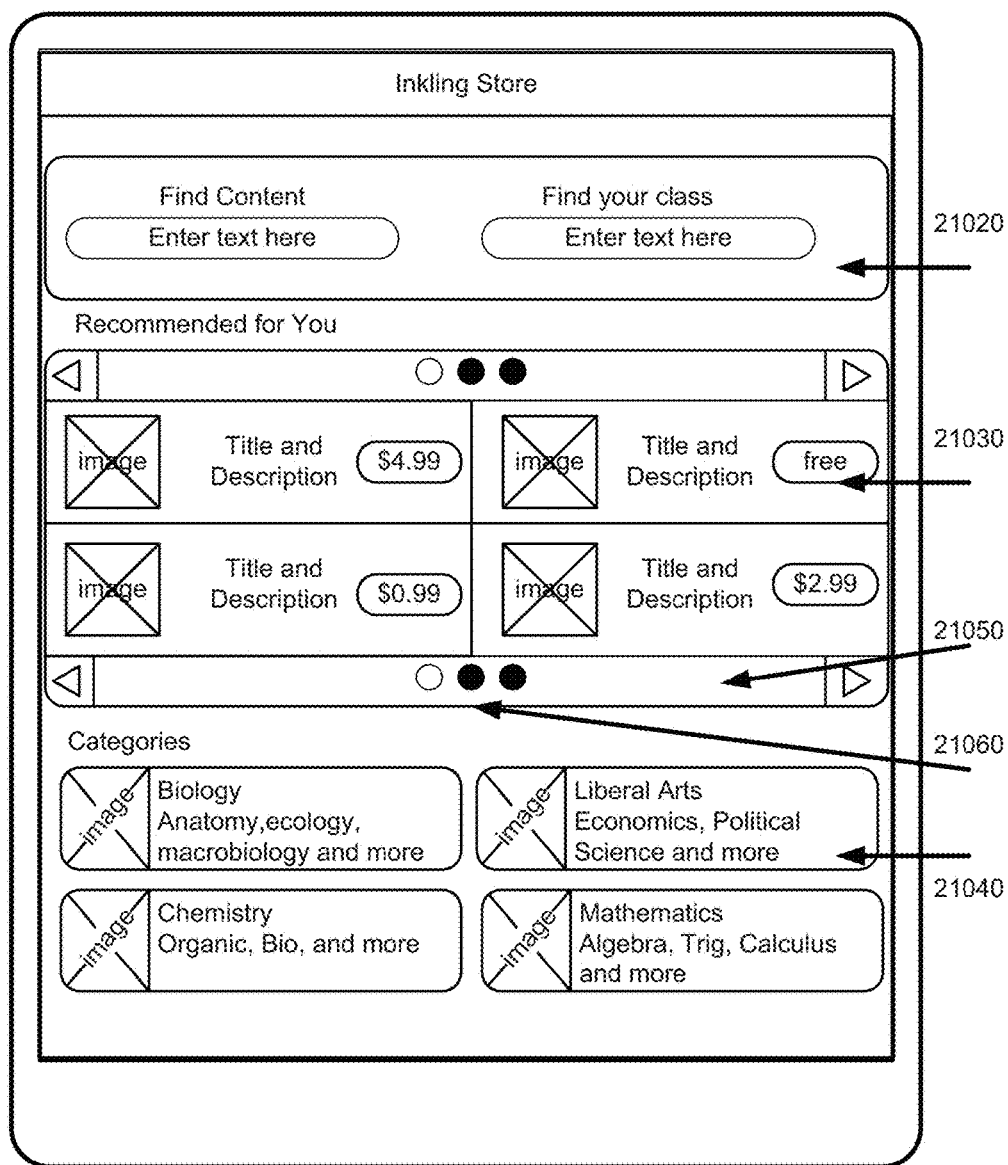 Inkling Store
Find Content
Find your class
Enter text here
Enter text here
21020
Recommended for You
image
Title and
Description
$4.99
image
Title and
Description
free
21030
image
Title and
Description
$0.99
image
Title and
Description
$2.99
21050
21060
Categories
image
Biology
Anatomy,ecology,
macrobiology and more
image
Liberal Arts
Economics, Political
Science and more
21040
image
Chemistry
Organic, Bio, and more
image
Mathematics
Algebra, Trig, Calculus
and more